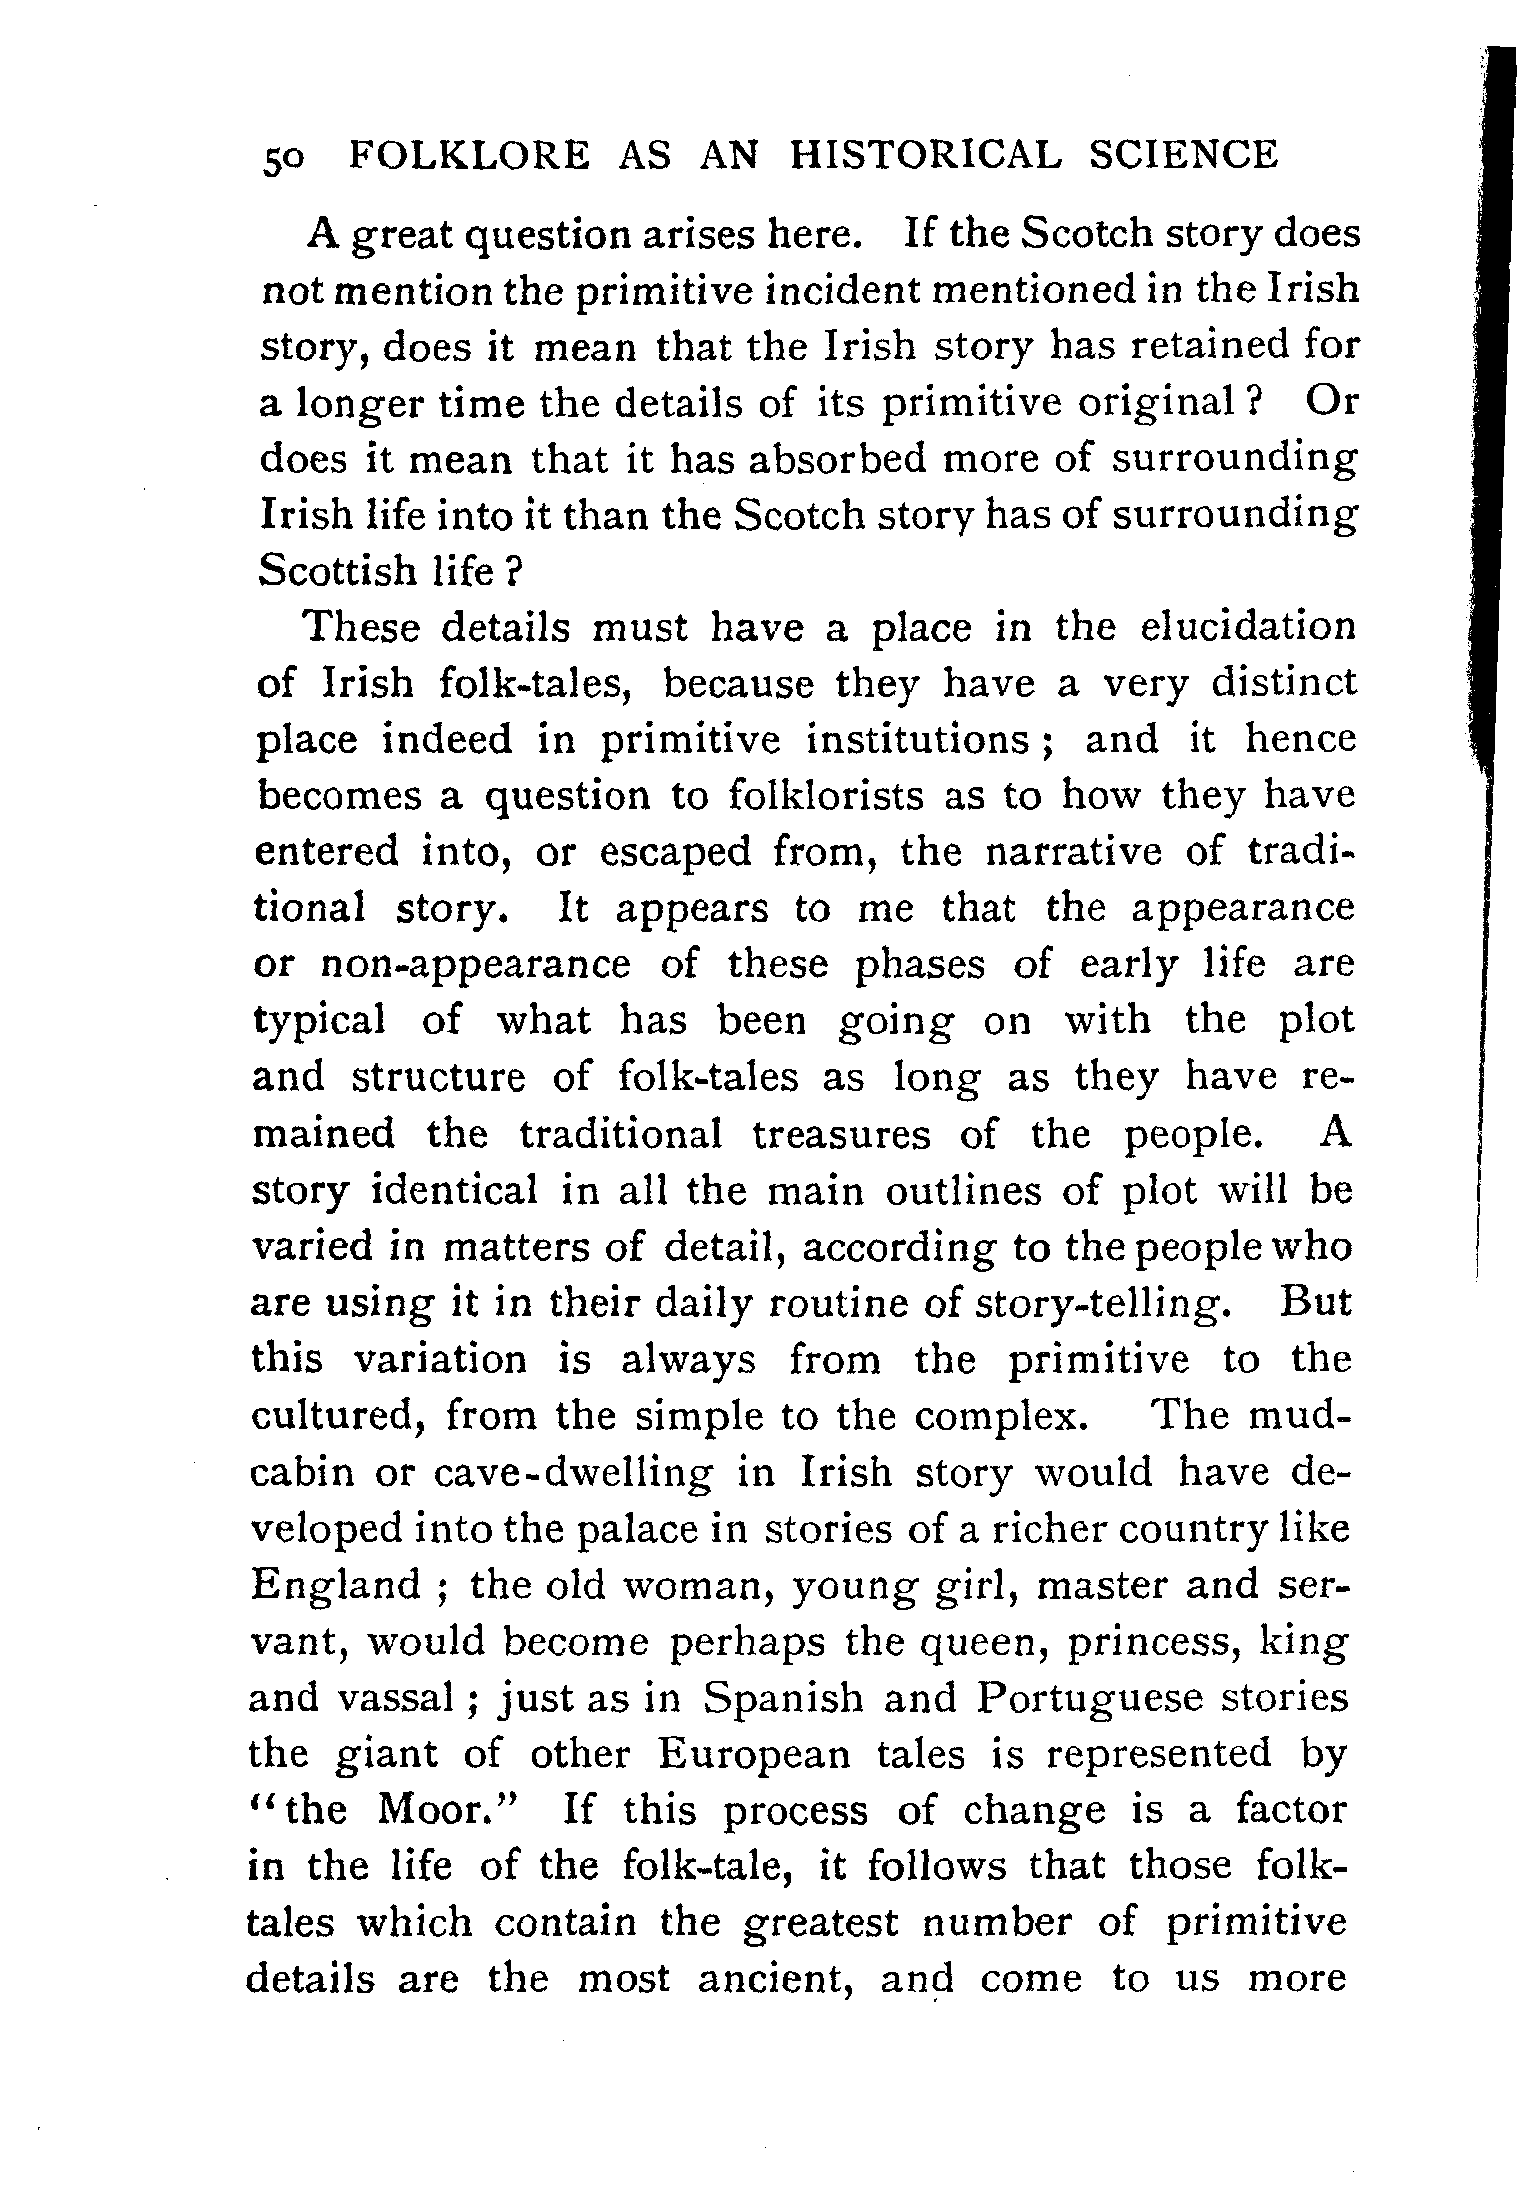 50 FOLKLORE AS AN HISTORICAL SCIENCE
A great question arises here. If the Scotch story does
not mention the primitive incident mentioned in the Irish
story, does it mean that the Irish story has retained for
a longer time the details of its primitive original ? Or
does it mean that it has absorbed more of surrounding
Irish life into it than the Scotch story has of surrounding
Scottish life ?
These details must have a place in the elucidation
of Irish folk-tales, because they have a very distinct
place indeed in primitive institutions ; and it hence
becomes a question to folklorists as to how they have
entered into, or escaped from, the narrative of tradi-
tional story. It appears to me that the appearance
or non-appearance of these phases of early life are
typical of what has been going on with the plot
and structure of folk-tales as long as they have re-
mained the traditional treasures of the people. A
story identical in all the main outlines of plot will be
varied in matters of detail, according to the people who
are using it in their daily routine of story-telling. But
this variation is always from the primitive to the
cultured, from the simple to the complex. The mud-
cabin or cave-dwelling in Irish story would have de-
veloped into the palace in stories of a richer country like
England ; the old woman, young girl, master and ser-
vant, would become perhaps the queen, princess, king
and vassal ; just as in Spanish and Portuguese stories
the giant of other European tales is represented by
“the Moor.” If this process of change is a factor
in the life of the folk-tale, it follows that those folk-
tales which contain the greatest number of primitive
details are the most ancient, and come to us more